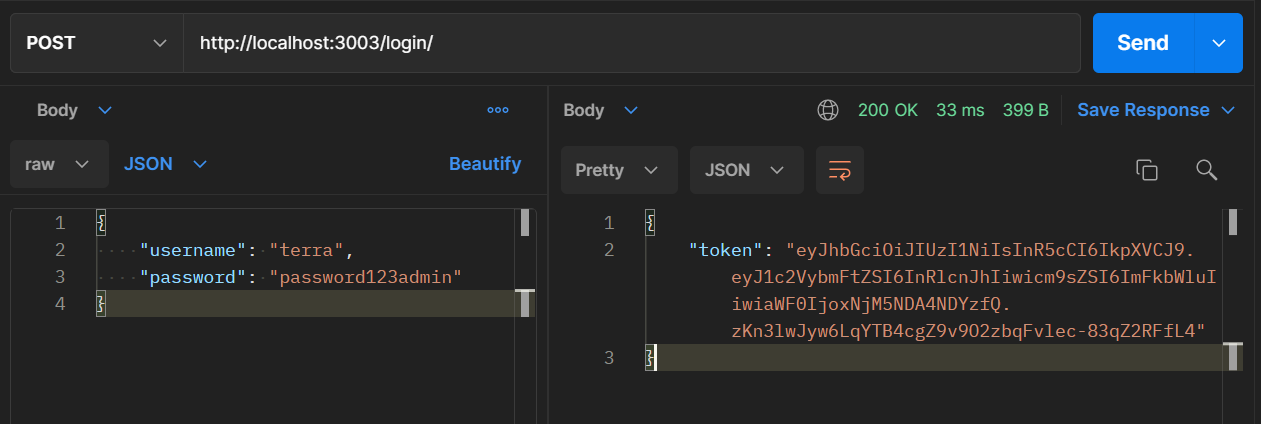 POST
http://localhost:3003/login/
Send
Body
raw
JSON
Beautify
1 {
2 "username": "terra",
3 "password": "password123admin"
4 }
Body
200 OK 33 ms 399 B
Save Response
Pretty
JSON
1 {
2 "token": "eyJhbGciOiJIUzI1NiIsInR5cCI6IkpXVCJ9.
eyJ1c2VybmFtZSI6InRlcnJhIiwicm9sZSI6ImFkbWluI
iwiaWF0IjoxNjM5NDA4NDYzfQ.
zKn3lwJyw6LqYTB4cgZ9v9O2zbqFvlec-83qZ2RFfL4"
3 }